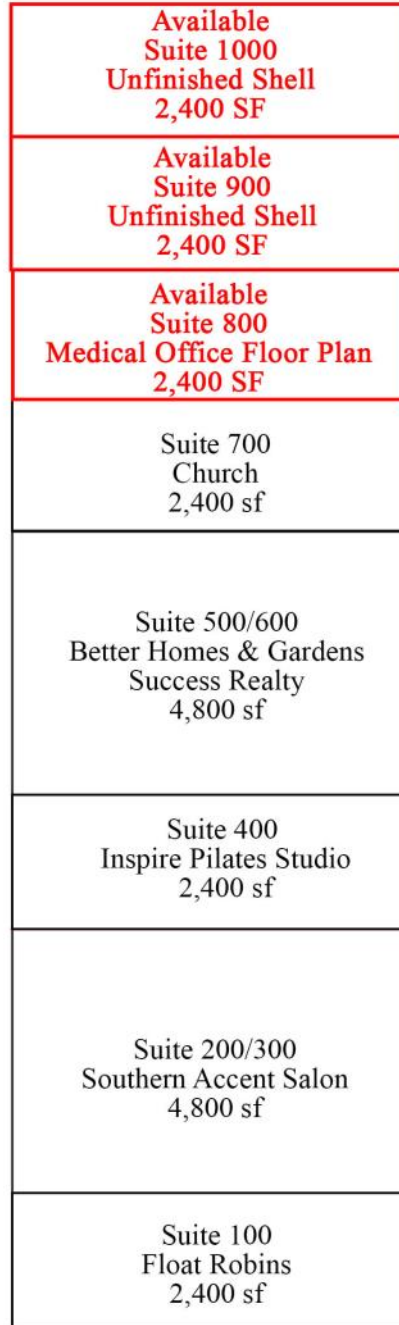 Available
Suite 1000
Unfinished Shell
2,400 SF
Available
Suite 900
Unfinished Shell
2,400 SF
Available
Suite 800
Medical Office Floor Plan
2,400 SF
Suite 700
Church
2,400 sf
Suite 500/600
Better Homes & Gardens
Success Realty
4,800 sf
Suite 400
Inspire Pilates Studio
2,400 sf
Suite 200/300
Southern Accent Salon
4,800 sf
Suite 100
Float Robins
2,400 sf